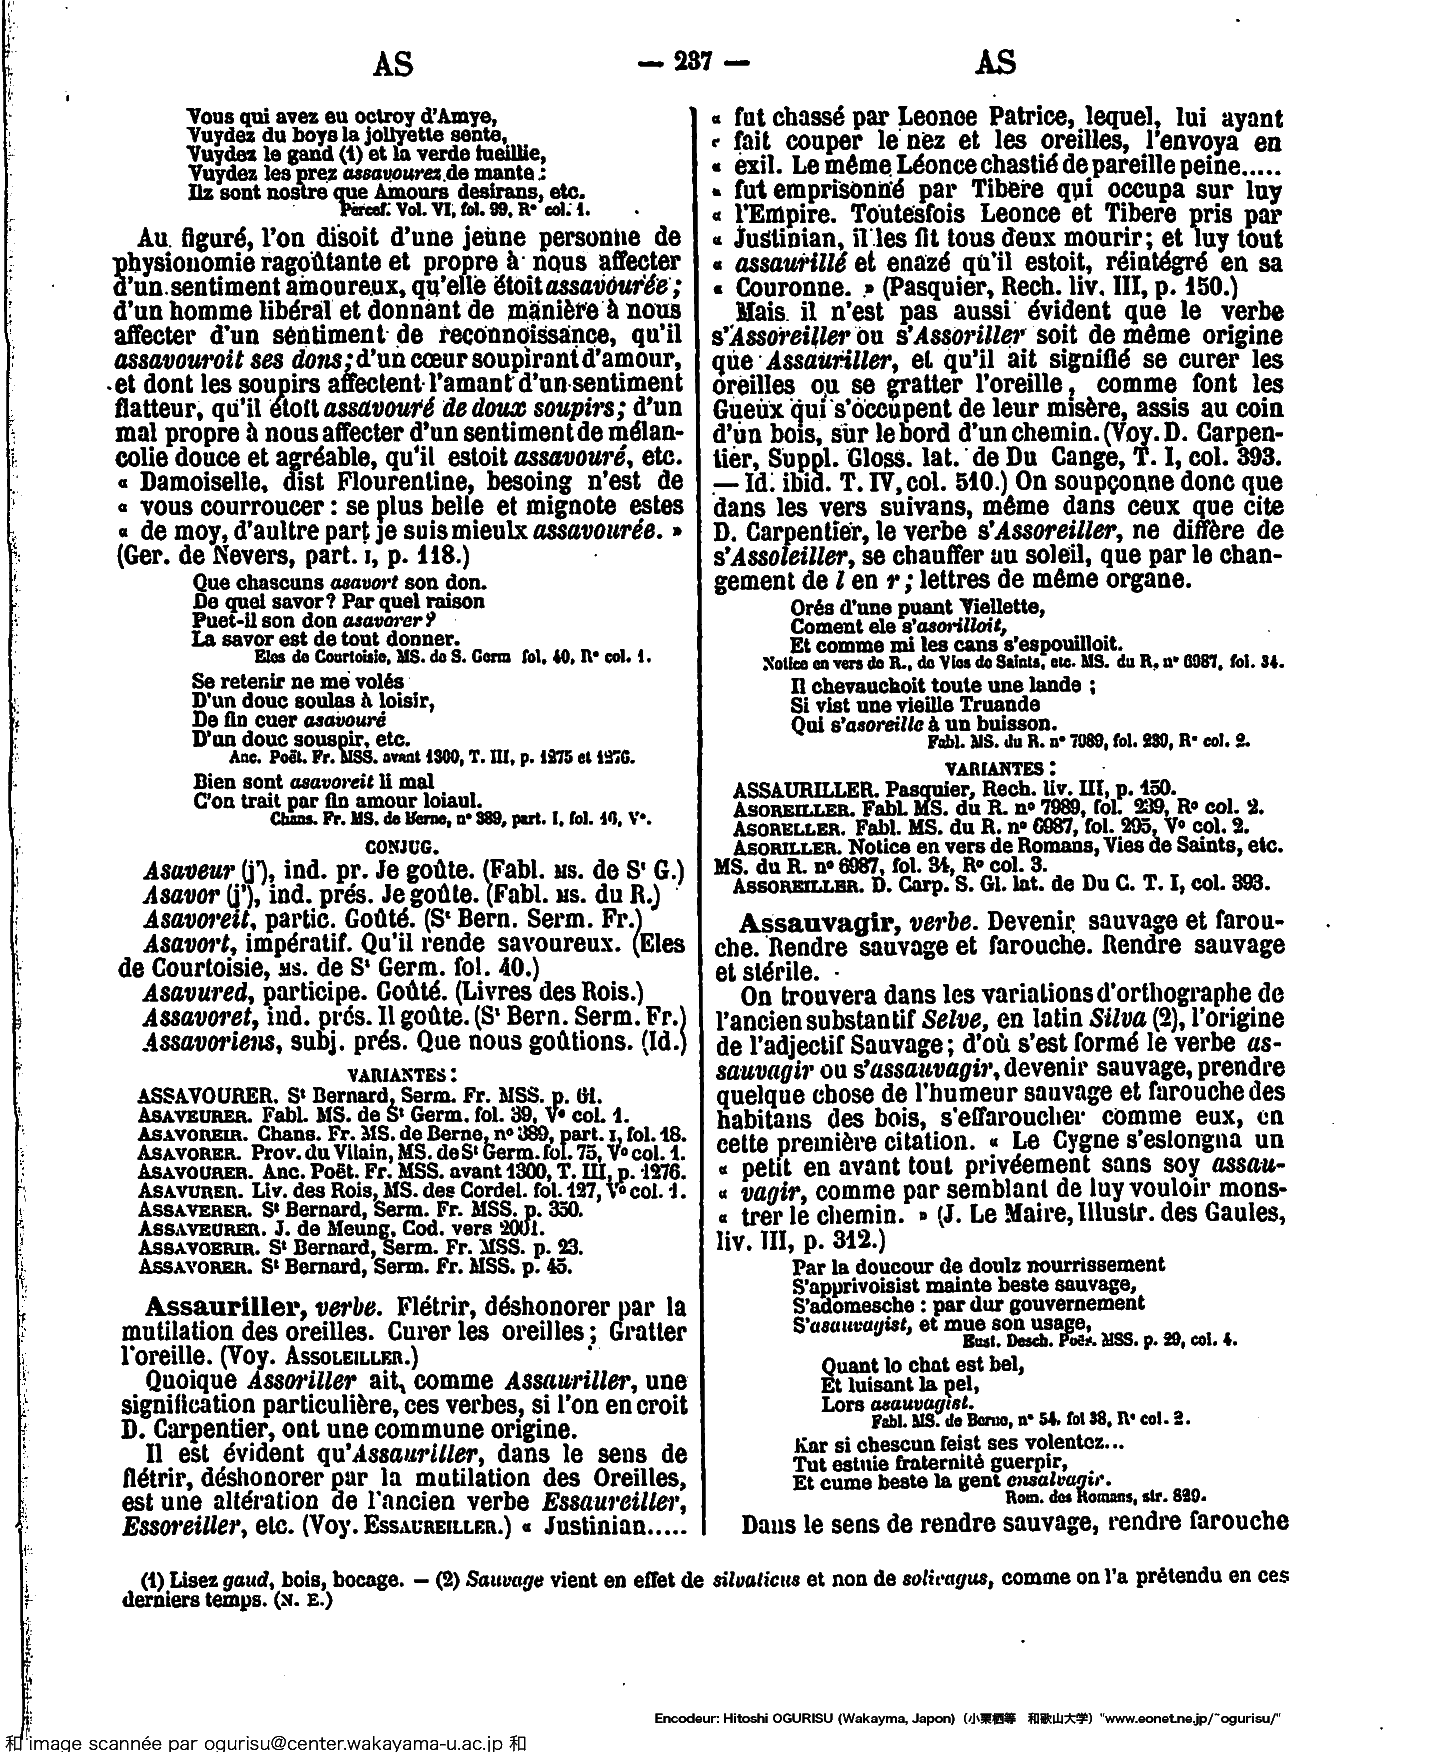 AS — 237 — AS
Vous qui avez eu octroy d'Amye,
Vuydez du boys la jollyette sente,
Vuydez le gand (1) et la verde fueillie,
Vuydez les prez assavourez de mante :
Ilz sont nostre que Amours desirans, etc.
Percef. Vol. VI, fol. 99, R° col. 1.
Au figuré, l'on disoit d'une jeune personne de
physionomie ragoûtante et propre à nous affecter
d'un sentiment amoureux, qu'elle étoit assavourée ;
d'un homme libéral et donnant de manière à nous
affecter d'un sentiment de reconnoissance, qu'il
assavouroit ses dons ; d'un cœur soupirant d'amour,
et dont les soupirs affectent l'amant d'un sentiment
flatteur, qu'il étoit assavouré de doux soupirs ; d'un
mal propre à nous affecter d'un sentiment de mélan-
colie douce et agréable, qu'il estoit assavouré, etc.
« Damoiselle, dist Flourentine, besoing n'est de
« vous courroucer : se plus belle et mignote estes
« de moy, d'aultre part je suis mieulx assavourée. »
(Ger. de Nevers, part. I, p. 118.)
Que chascuns asavort son don.
De quel savor ? Par quel raison
Puet-il son don asavorer ?
La savor est de tout donner.
Eles de Courtoisie, MS. de S. Germ fol. 40, R° col. 1.
Se retenir ne me volés
D'un douc soulas à loisir,
De fin cuer asavouré
D'un douc souspir, etc.
Anc. Poët. Fr. MSS. avant 1300, T. III, p. 1275 et 1276.
Bien sont asavoreit li mal
C'on trait par fin amour loiaul.
Chans. Fr. MS. de Berne, n° 389, part. I, fol. 16, V°.
CONJUG.
Asaveur (j'), ind. pr. Je goûte. (Fabl. MS. de St G.)
Asavor (j'), ind. prés. Je goûte. (Fabl. MS. du R.)
Asavoreit, partic. Goûté. (St Bern. Serm. Fr.)
Asavort, impératif. Qu'il rende savoureux. (Eles
de Courtoisie, MS. de St Germ. fol. 40.)
Asavured, participe. Goûté. (Livres des Rois.)
Assavoret, ind. prés. Il goûte. (St Bern. Serm. Fr.)
Assavoriens, subj. prés. Que nous goûtions. (Id.)
VARIANTES :
ASSAVOURER. St Bernard, Serm. Fr. MSS. p. 61.
ASAVEURER. Fabl. MS. de St Germ. fol. 39, V° col. 1.
ASAVOREIR. Chans. Fr. MS. de Berne, n° 389, part. I, fol. 18.
ASAVORER. Prov. du Vilain, MS. de St Germ. fol. 75, V° col. 1.
ASAVOURER. Anc. Poët. Fr. MSS. avant 1300, T. III, p. 1276.
ASAVURER. Liv. des Rois, MS. des Cordel. fol. 127, V° col. 1.
ASSAVERER. St Bernard, Serm. Fr. MSS. p. 350.
ASSAVEURER. J. de Meung, Cod. vers 2001.
ASSAVOERIR. St Bernard, Serm. Fr. MSS. p. 23.
ASSAVORER. St Bernard, Serm. Fr. MSS. p. 45.
Assauriller, verbe. Flétrir, déshonorer par la
mutilation des oreilles. Curer les oreilles ; Gratter
l'oreille. (Voy. ASSOLEILLER.)
Quoique Assoriller ait, comme Assauriller, une
signification particulière, ces verbes, si l'on en croit
D. Carpentier, ont une commune origine.
Il est évident qu'Assauriller, dans le sens de
flétrir, déshonorer par la mutilation des Oreilles,
est une altération de l'ancien verbe Essaureiller,
Essoreiller, etc. (Voy. ESSAUREILLER.) « Justinian.....
« fut chassé par Leonce Patrice, lequel, lui ayant
« fait couper le nez et les oreilles, l'envoya en
« exil. Le même Léonce chastié de pareille peine.....
« fut emprisonné par Tibere qui occupa sur luy
« l'Empire. Toutesfois Leonce et Tibere pris par
« Justinian, il les fit tous deux mourir ; et luy tout
« assaurillé et enazé qu'il estoit, réintégré en sa
« Couronne. » (Pasquier, Rech. liv. III, p. 150.)
Mais il n'est pas aussi évident que le verbe
s'Assoreiller ou s'Assoriller soit de même origine
que Assauriller, et qu'il ait signifié se curer les
oreilles ou se gratter l'oreille, comme font les
Gueux qui s'occupent de leur misère, assis au coin
d'un bois, sur le bord d'un chemin. (Voy. D. Carpen-
tier, Suppl. Gloss. lat. de Du Cange, T. I, col. 393.
— Id. ibid. T. IV, col. 510.) On soupçonne donc que
dans les vers suivans, même dans ceux que cite
D. Carpentier, le verbe s'Assoreiller, ne diffère de
s'Assoleiller, se chauffer au soleil, que par le chan-
gement de l en r ; lettres de même organe.
Orés d'une puant Viellette,
Coment ele s'asorilloit,
Et comme mi les cans s'espouilloit.
Notice en vers de R., de Vies de Saints, etc. MS. du R. n° 6987, fol. 34.
Il chevauchoit toute une lande ;
Si vist une vieille Truande
Qui s'asoreille à un buisson.
Fabl. MS. du R. n° 7089, fol. 239, R° col. 2.
VARIANTES :
ASSAURILLER. Pasquier, Rech. liv. III, p. 150.
ASOREILLER. Fabl. MS. du R. n° 7989, fol. 239, R° col. 2.
ASORELLER. Fabl. MS. du R. n° 6987, fol. 295, V° col. 2.
ASORILLER. Notice en vers de Romans, Vies de Saints, etc.
MS. du R. n° 6987, fol. 34, R° col. 3.
ASSOREILLER. D. Carp. S. Gl. lat. de Du C. T. I, col. 393.
Assauvagir, verbe. Devenir sauvage et farou-
che. Rendre sauvage et farouche. Rendre sauvage
et stérile.
On trouvera dans les variations d'orthographe de
l'ancien substantif Selve, en latin Silva (2), l'origine
de l'adjectif Sauvage ; d'où s'est formé le verbe as-
sauvagir ou s'assauvagir, devenir sauvage, prendre
quelque chose de l'humeur sauvage et farouche des
habitans des bois, s'effaroucher comme eux, en
cette première citation. « Le Cygne s'eslongna un
« petit en avant tout privéement sans soy assau-
« vagir, comme par semblant de luy vouloir mons-
« trer le chemin. » (J. Le Maire, Illustr. des Gaules,
liv. III, p. 312.)
Par la doucour de doulz nourrissement
S'apprivoisist mainte beste sauvage,
S'adomesche : par dur gouvernement
S'asauvagist, et mue son usage,
Eust. Desch. Poës. MSS. p. 29, col. 4.
Quant lo chat est bel,
Et luisant la pel,
Lors asauvagist.
Fabl. MS. de Berne, n° 54. fol 38, R° col. 2.
Kar si chescun feist ses volentez...
Tut estuie fraternité guerpir,
Et cume beste la gent ensalvagir.
Rom. des Romans, str. 829.
Dans le sens de rendre sauvage, rendre farouche
(1) Lisez gaud, bois, bocage. — (2) Sauvage vient en effet de silvaticus et non de solivagus, comme on l'a prétendu en ces
derniers temps. (N. E.)
Encodeur: Hitoshi OGURISU (Wakayma, Japon) (小栗栖等 和歌山大学) "www.eonet.ne.jp/~ogurisu/"
和 image scannée par ogurisu@center.wakayama-u.ac.jp 和